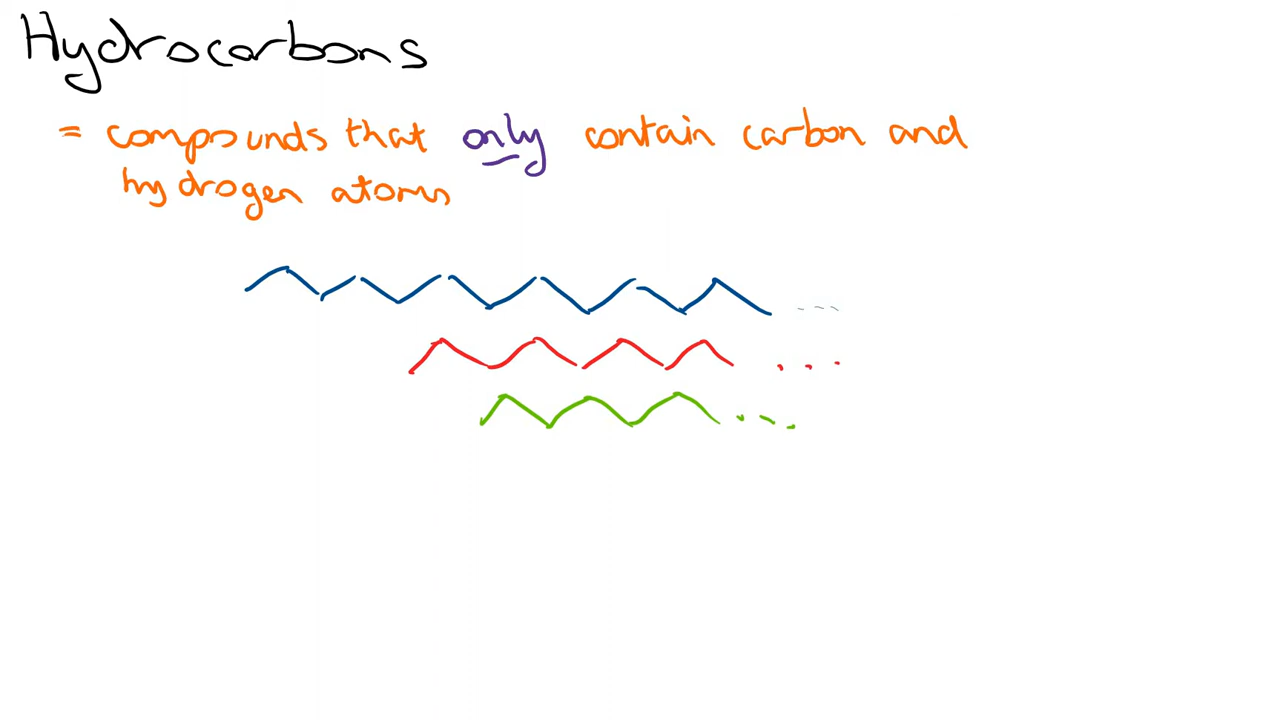 Hydrocarbons
= compounds that only contain carbon and
hydrogen atoms